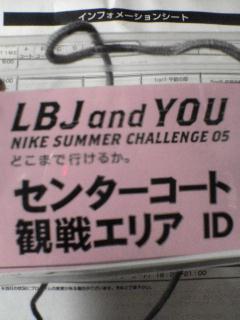 インフォメーションシート
LBJ and YOU
NIKE SUMMER CHALLENGE 05
どこまで行けるか。
センターコート
観戦エリア ID